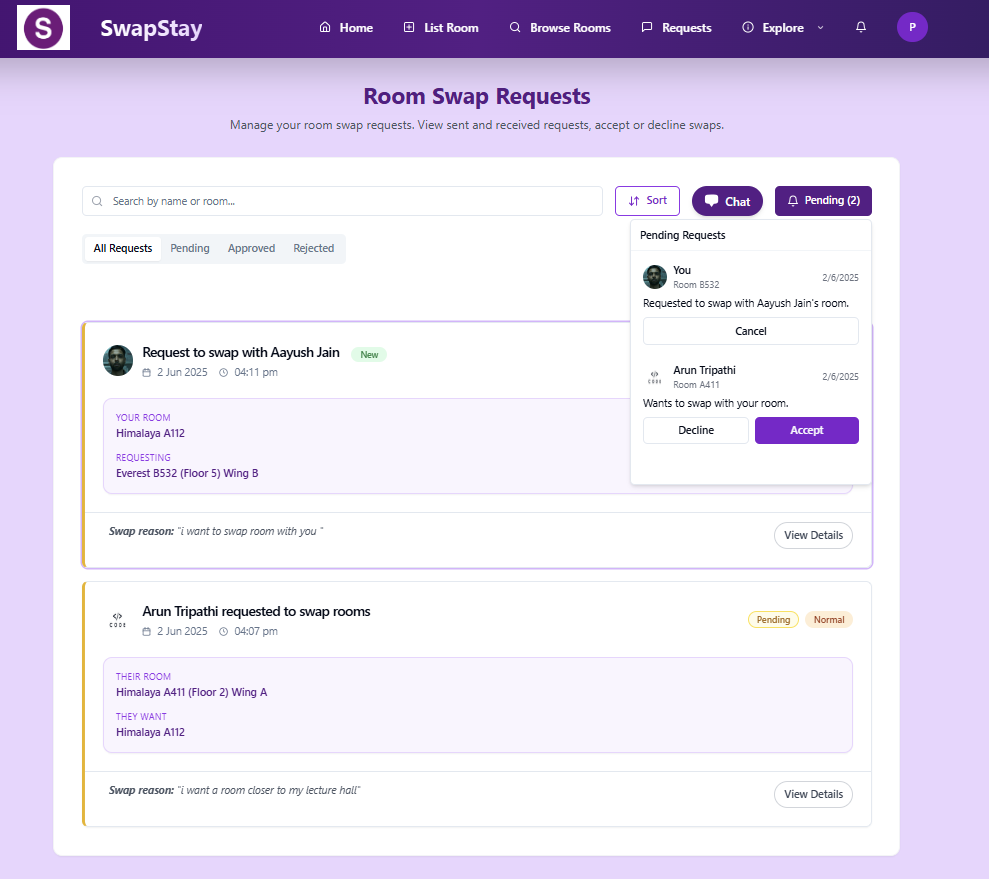 S
SwapStay
Home
List Room
Browse Rooms
Requests
Explore
P
Room Swap Requests
Manage your room swap requests. View sent and received requests, accept or decline swaps.
Search by name or room...
Sort
Chat
Pending (2)
All Requests
Pending
Approved
Rejected
Pending Requests
You
Room B532
2/6/2025
Requested to swap with Aayush Jain's room.
Cancel
Arun Tripathi
Room A411
2/6/2025
Wants to swap with your room.
Decline
Accept
Request to swap with Aayush Jain
New
2 Jun 2025
04:11 pm
YOUR ROOM
Himalaya A112
REQUESTING
Everest B532 (Floor 5) Wing B
Swap reason: "i want to swap room with you "
View Details
</> CODE
Arun Tripathi requested to swap rooms
2 Jun 2025
04:07 pm
Pending
Normal
THEIR ROOM
Himalaya A411 (Floor 2) Wing A
THEY WANT
Himalaya A112
Swap reason: "i want a room closer to my lecture hall"
View Details